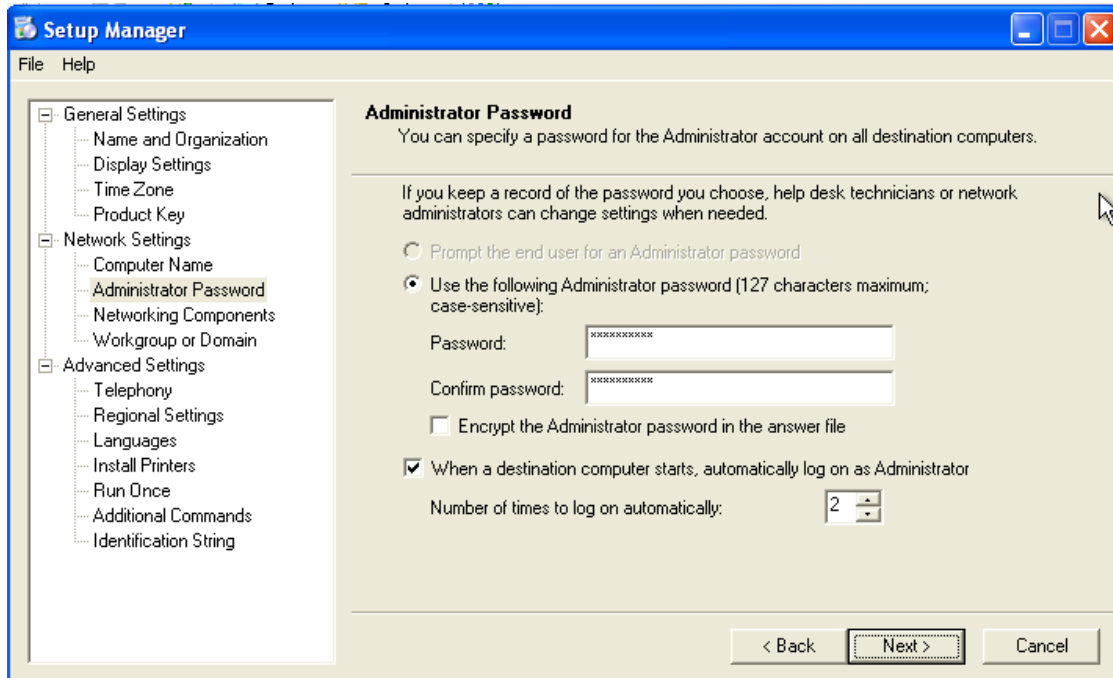 Setup Manager
File Help
General Settings
Name and Organization
Display Settings
Time Zone
Product Key
Network Settings
Computer Name
Administrator Password
Networking Components
Workgroup or Domain
Advanced Settings
Telephony
Regional Settings
Languages
Install Printers
Run Once
Additional Commands
Identification String
Administrator Password
You can specify a password for the Administrator account on all destination computers.
If you keep a record of the password you choose, help desk technicians or network
administrators can change settings when needed.
Prompt the end user for an Administrator password
Use the following Administrator password (127 characters maximum;
case-sensitive):
Password: **********
Confirm password: **********
Encrypt the Administrator password in the answer file
When a destination computer starts, automatically log on as Administrator
Number of times to log on automatically: 2
< Back Next > Cancel